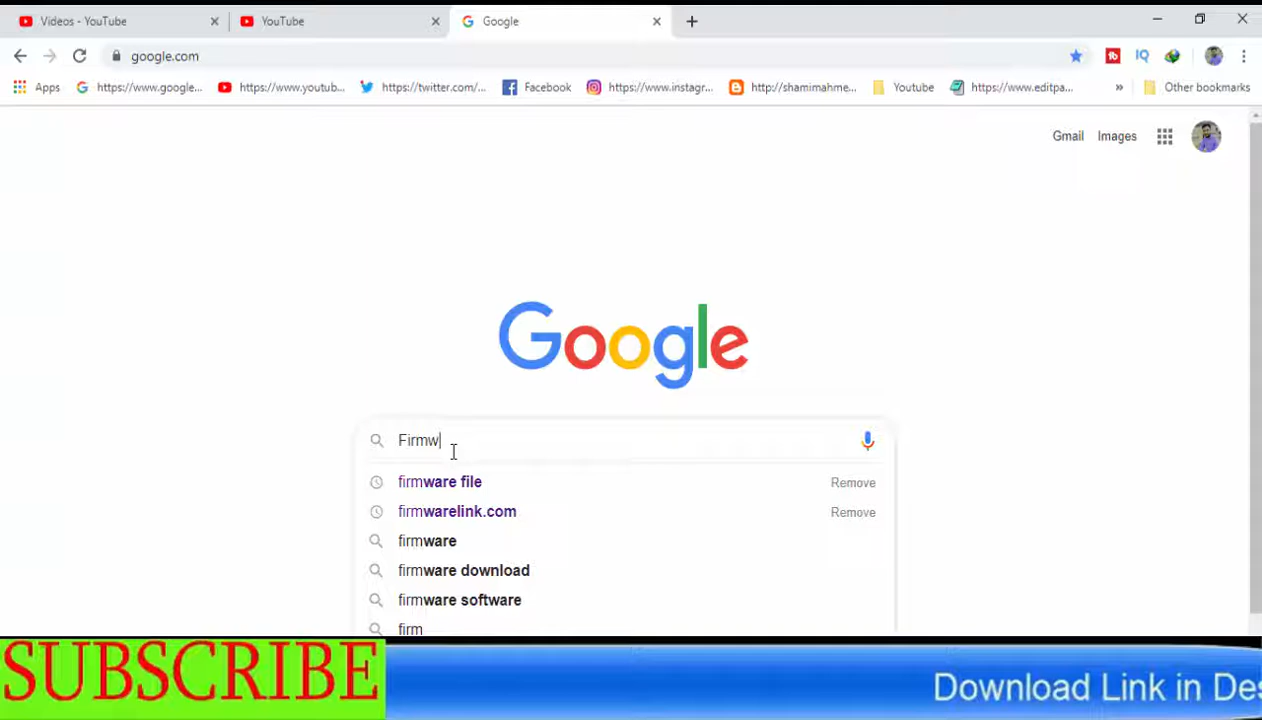 Videos - YouTube
YouTube
Google
google.com
Apps
https://www.google...
https://www.youtub...
https://twitter.com/...
Facebook
https://www.instagr...
http://shamimahme...
Youtube
https://www.editpa...
»
Other bookmarks
Gmail
Images
Google
Firmw
firmware file
Remove
firmwarelink.com
Remove
firmware
firmware download
firmware software
firm
SUBSCRIBE
Download Link in Des